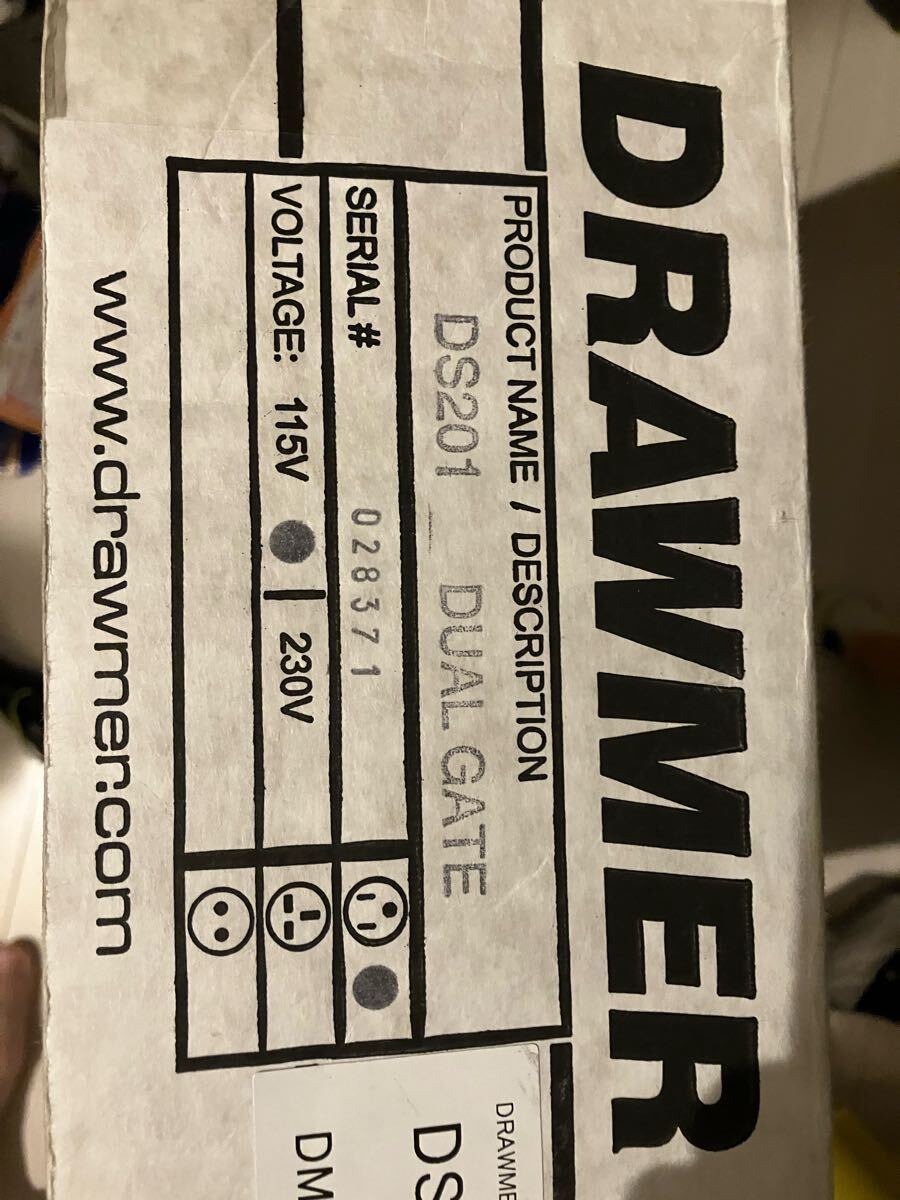 DRAWMER
PRODUCT NAME / DESCRIPTION
DS201 DUAL GATE
SERIAL # 028371
VOLTAGE: 115V | 230V
www.drawmer.com
DRAWME
DS
DM